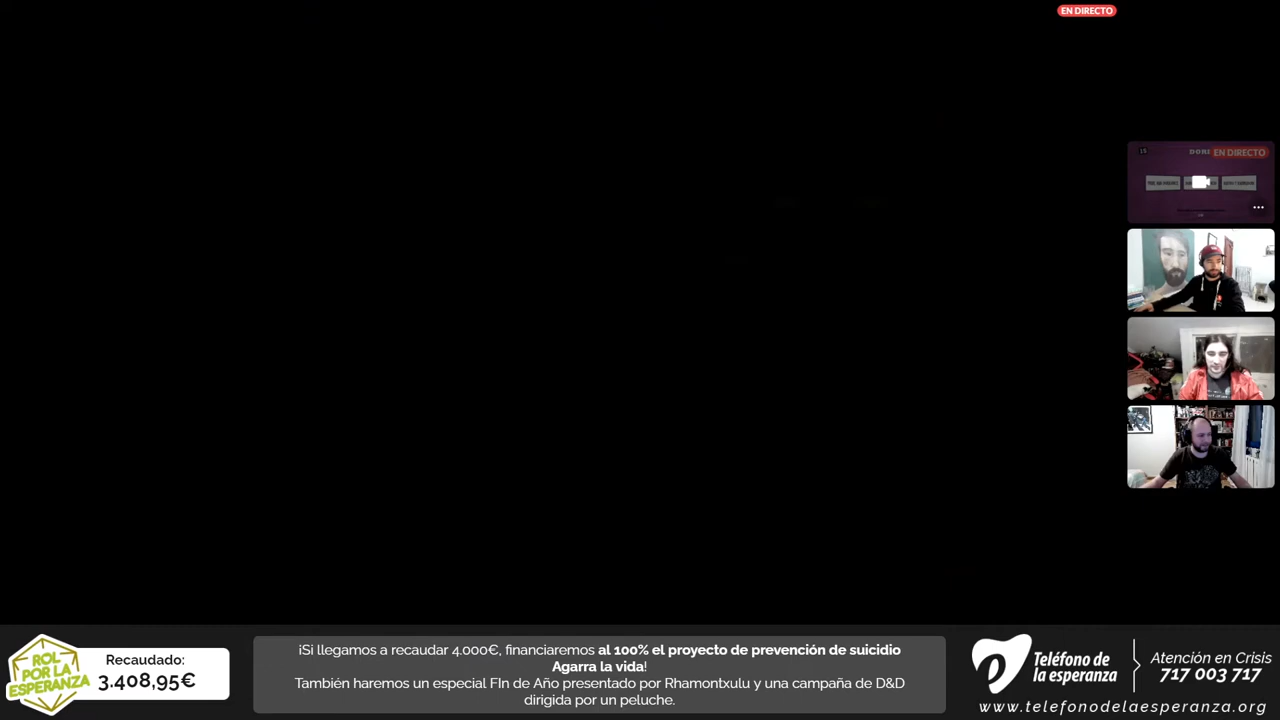 EN DIRECTO
EN DIRECTO
ROL
POR LA
ESPERANZA
Recaudado:
3.408,95€
¡Si llegamos a recaudar 4.000€, financiaremos al 100% el proyecto de prevención de suicidio
Agarra la vida!
También haremos un especial FIn de Año presentado por Rhamontxulu y una campaña de D&D
dirigida por un peluche.
Teléfono de
la esperanza
Atención en Crisis
717 003 717
www.telefonodelaesperanza.org